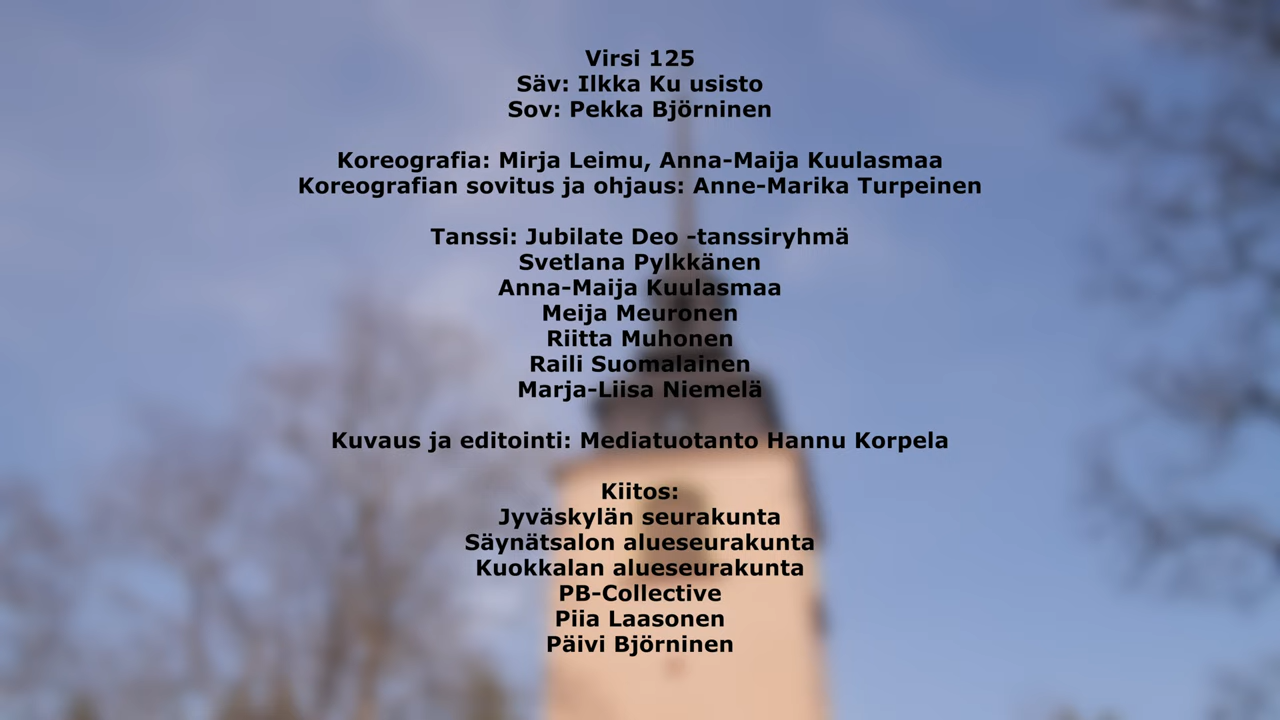 Virsi 125
Säv: Ilkka Ku usisto
Sov: Pekka Björninen
Koreografia: Mirja Leimu, Anna-Maija Kuulasmaa
Koreografian sovitus ja ohjaus: Anne-Marika Turpeinen
Tanssi: Jubilate Deo -tanssiryhmä
Svetlana Pylkkänen
Anna-Maija Kuulasmaa
Meija Meuronen
Riitta Muhonen
Raili Suomalainen
Marja-Liisa Niemelä
Kuvaus ja editointi: Mediatuotanto Hannu Korpela
Kiitos:
Jyväskylän seurakunta
Säynätsalon alueseurakunta
Kuokkalan alueseurakunta
PB-Collective
Piia Laasonen
Päivi Björninen